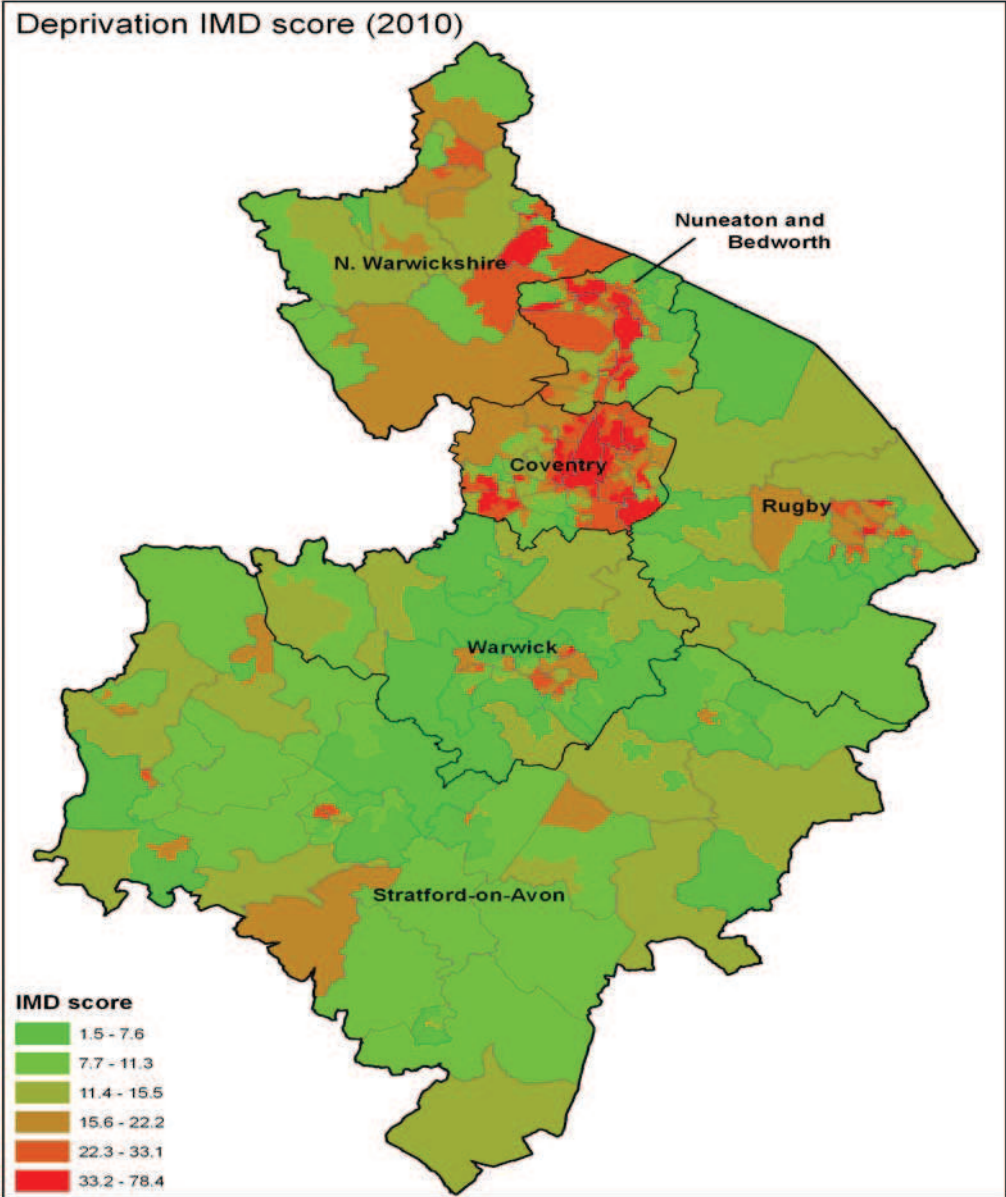 Deprivation IMD score (2010)
Nuneaton and
Bedworth
N. Warwickshire
Coventry
Rugby
Warwick
Stratford-on-Avon
IMD score
1.5 - 7.6
7.7 - 11.3
11.4 - 15.5
15.6 - 22.2
22.3 - 33.1
33.2 - 78.4